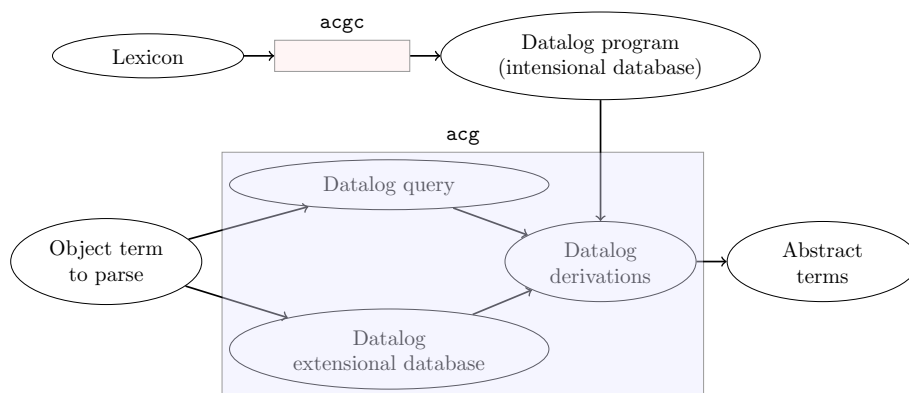 acgc
Lexicon
Datalog program
(intensional database)
acg
Datalog query
Object term
to parse
Datalog
derivations
Abstract
terms
Datalog
extensional database